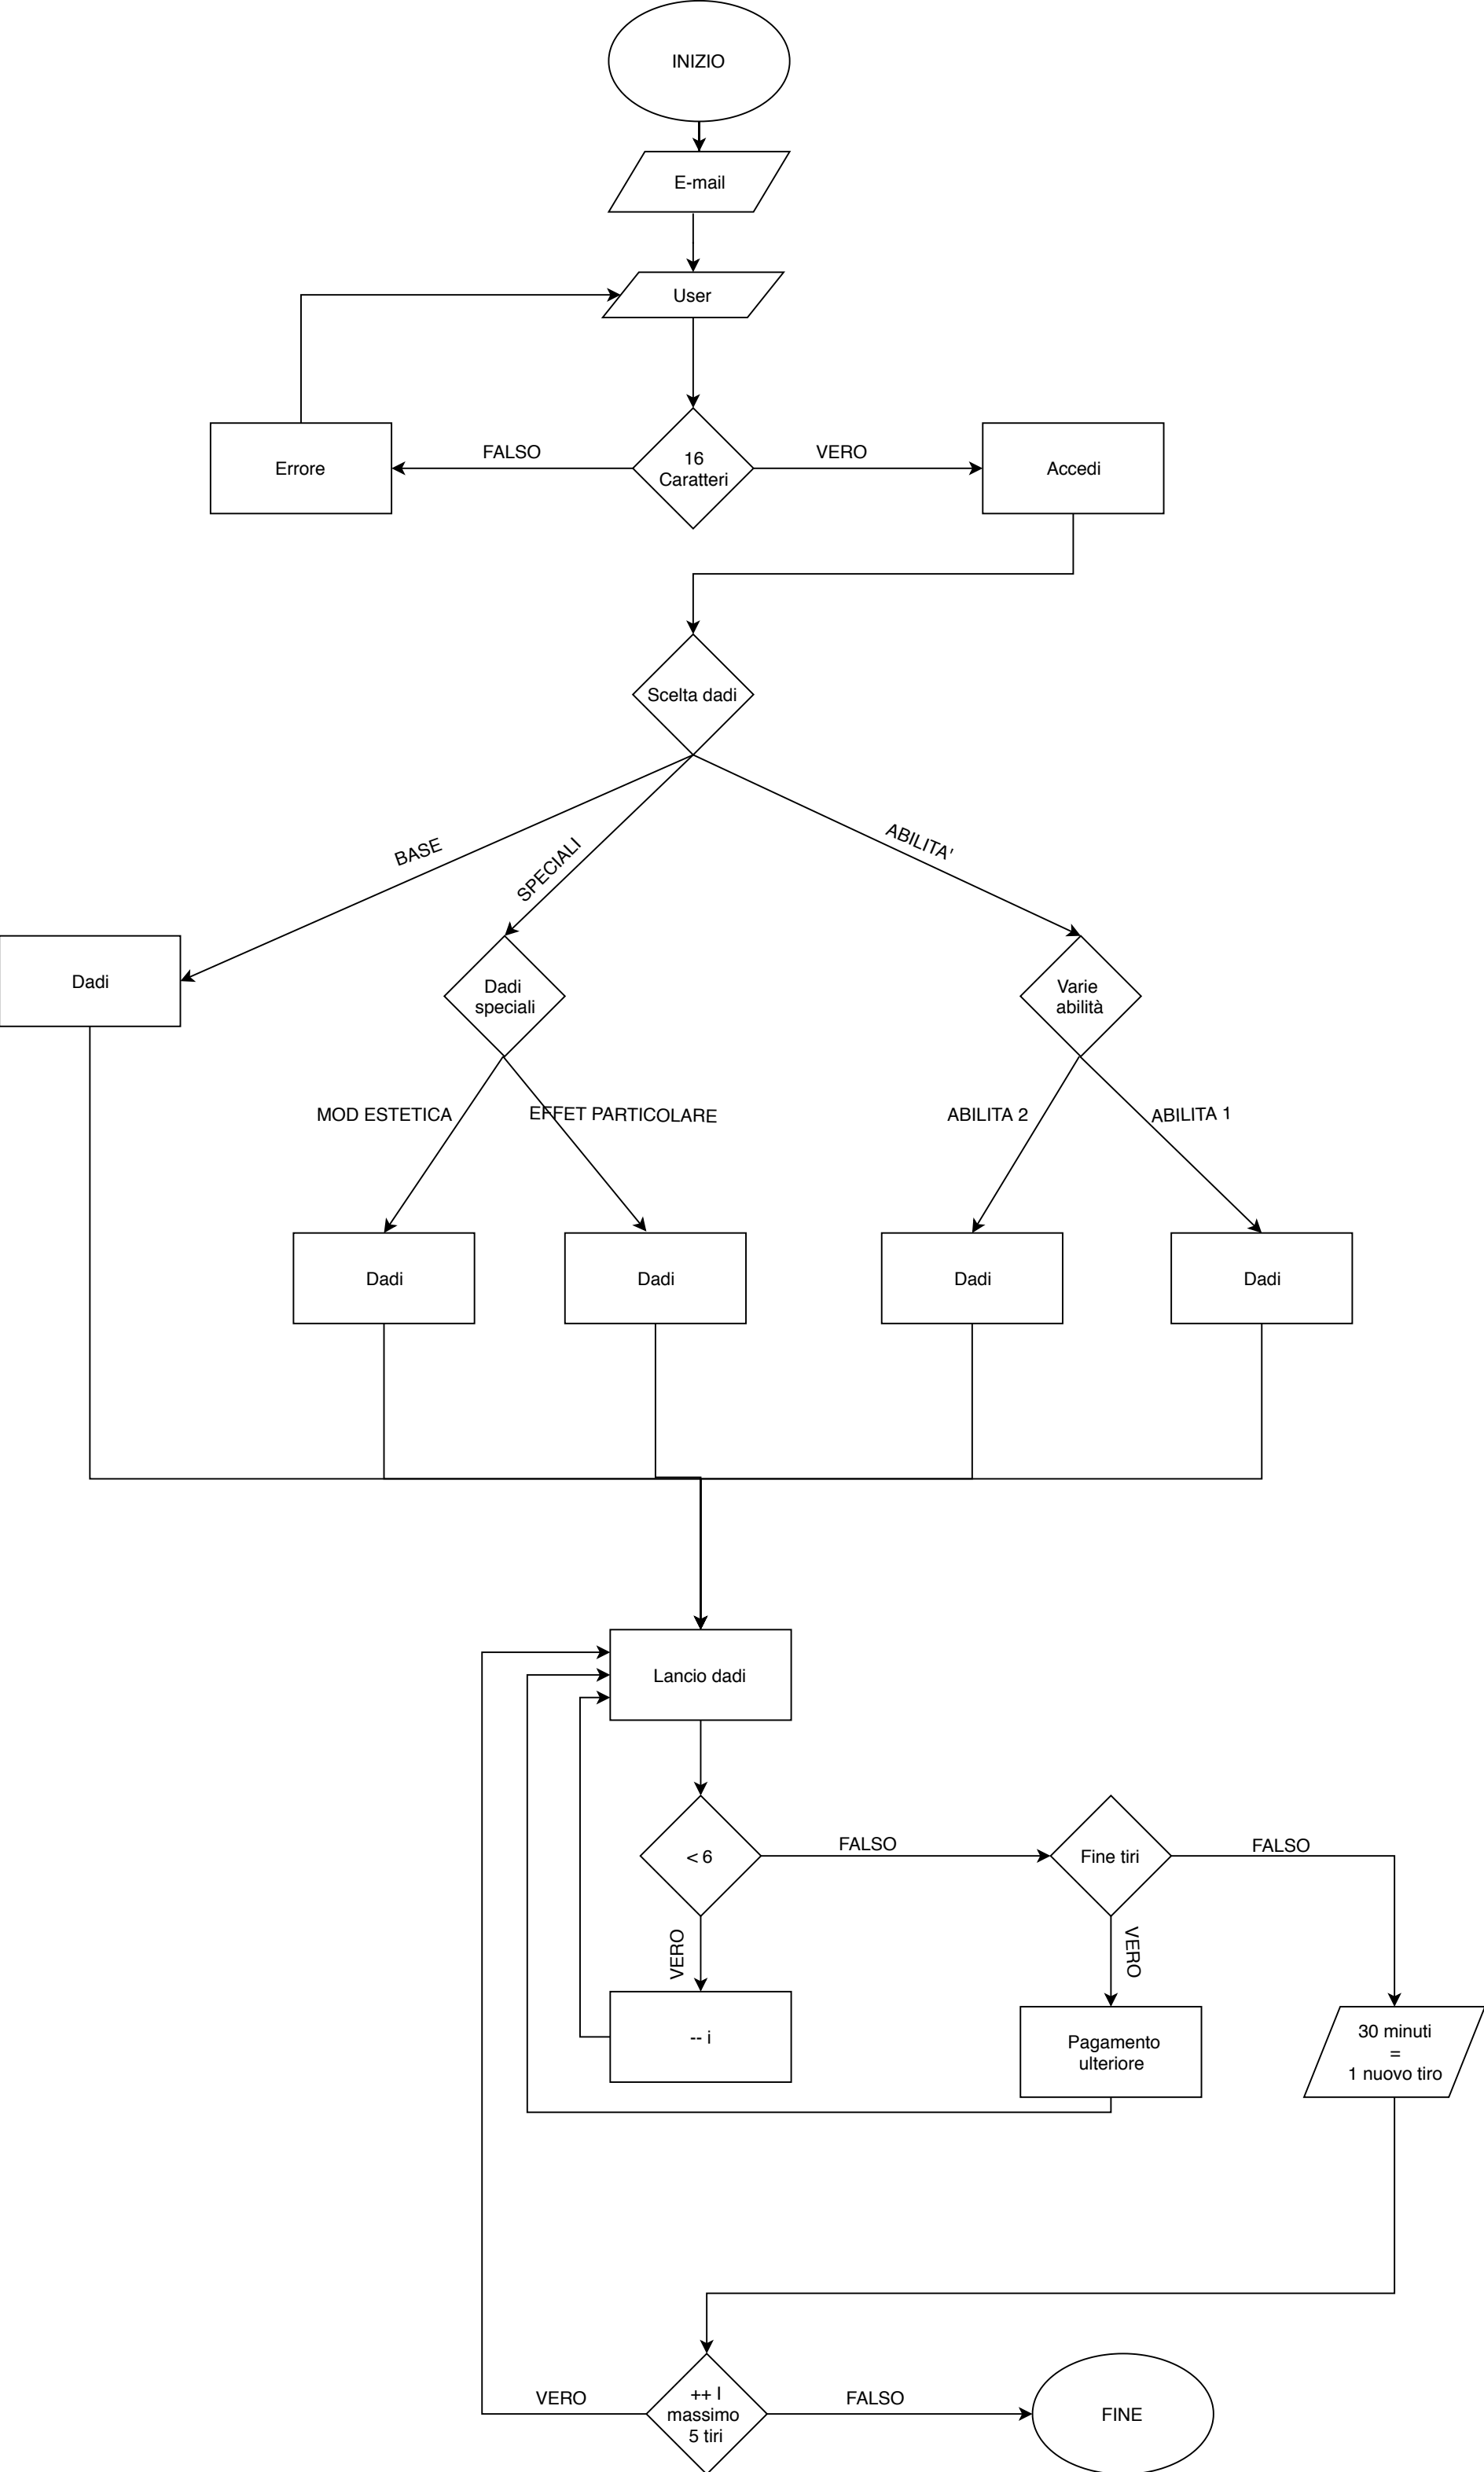 INIZIO
E-mail
User
FALSO
VERO
Errore
16
Caratteri
Accedi
Scelta dadi
BASE
SPECIALI
ABILITA'
Dadi
Dadi
speciali
Varie
abilità
MOD ESTETICA
EFFET PARTICOLARE
ABILITA 2
ABILITA 1
Dadi
Dadi
Dadi
Dadi
Lancio dadi
< 6
FALSO
Fine tiri
FALSO
VERO
VERO
-- i
Pagamento
ulteriore
30 minuti
=
1 nuovo tiro
VERO
++ I
massimo
5 tiri
FALSO
FINE